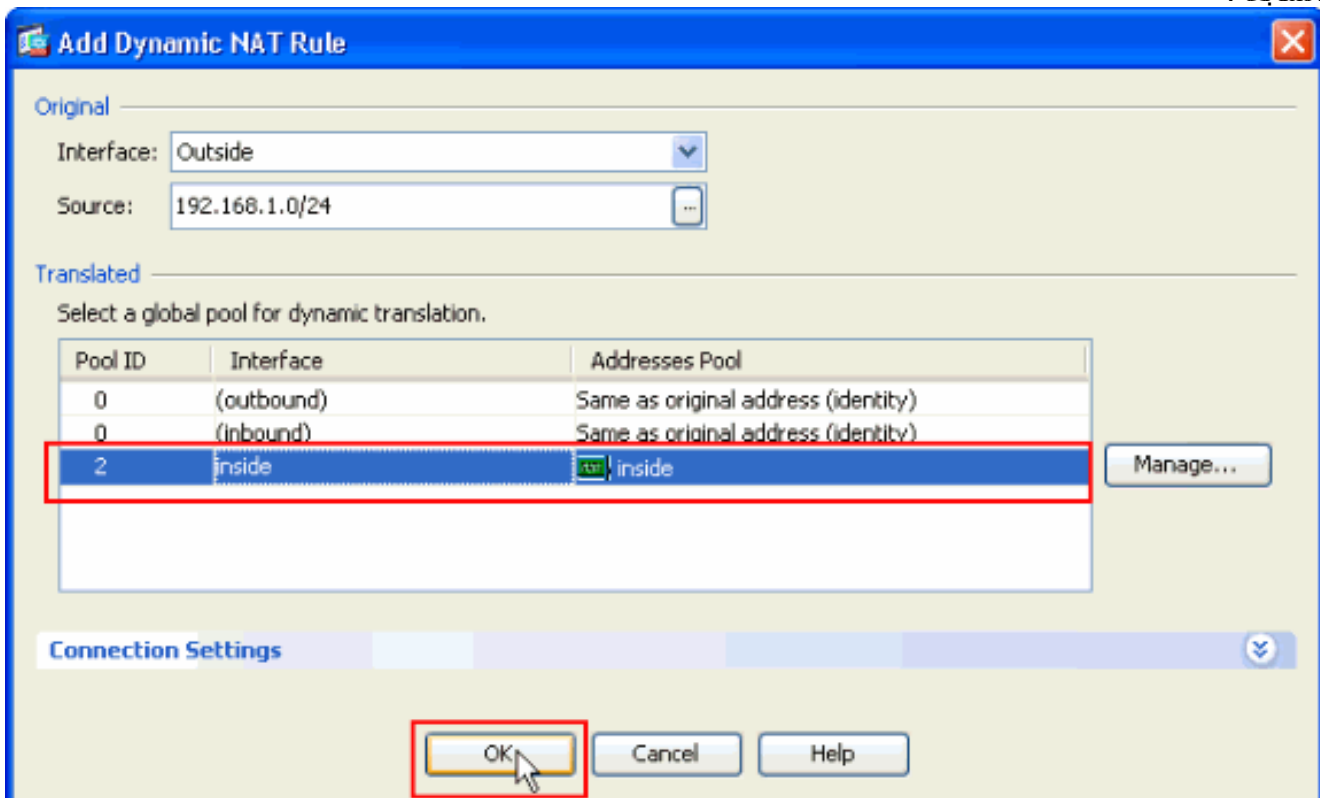 Add Dynamic NAT Rule
Original
Interface: Outside
Source: 192.168.1.0/24 ...
Translated
Select a global pool for dynamic translation.
Pool ID Interface Addresses Pool
0 (outbound) Same as original address (identity)
0 (inbound) Same as original address (identity)
2 inside inside
Manage...
Connection Settings
OK Cancel Help